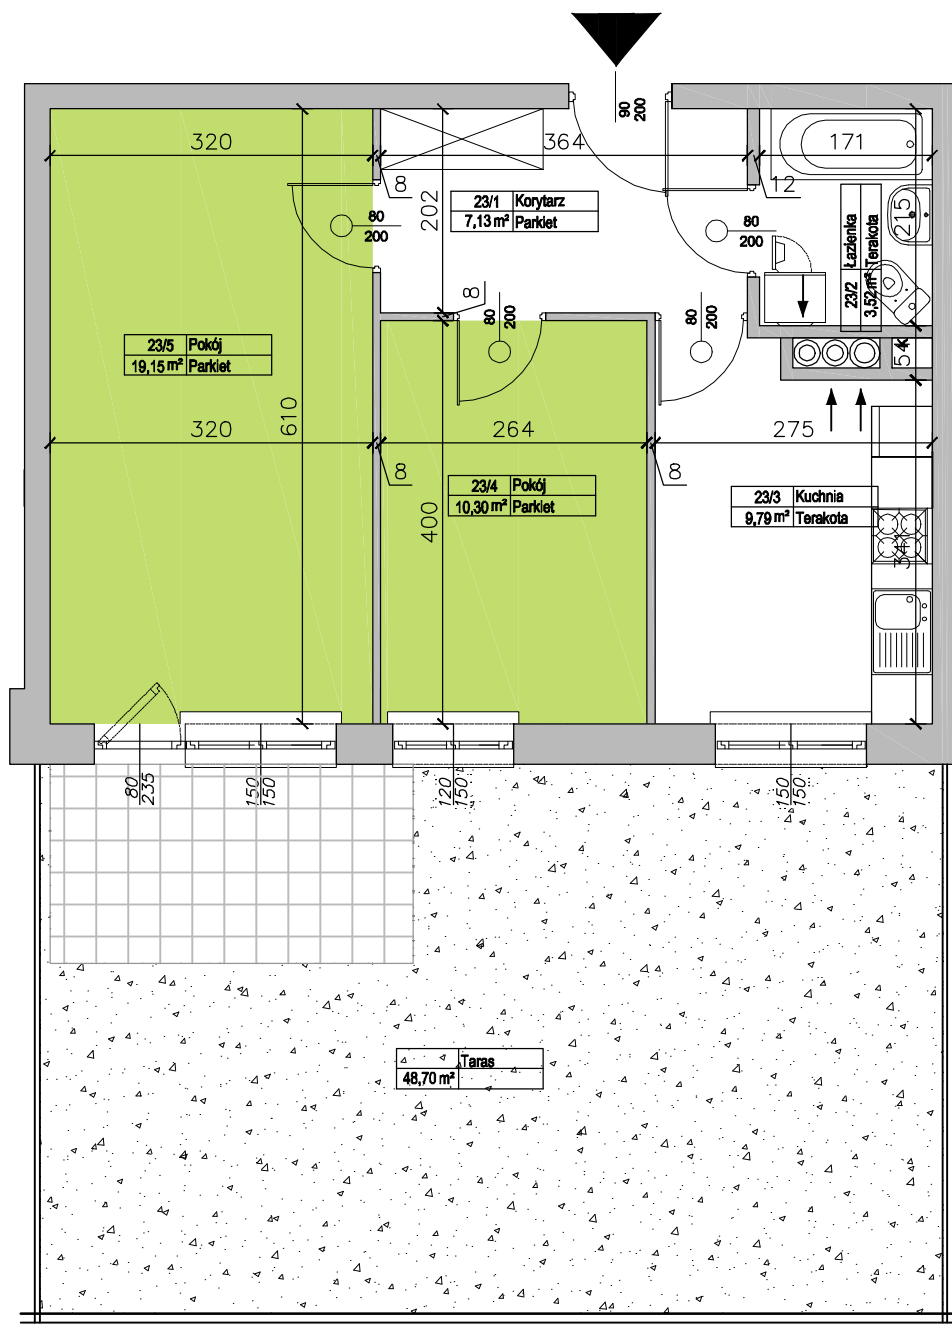 90
200
320
364
171
8
12
202
23/1 Korytarz
7,13 m² Parkiet
80
200
80
200
215
23/2 Łazienka
3,52 m² Terakota
8
80
200
80
200
54
K
23/5 Pokój
19,15 m² Parkiet
610
320
264
275
8
8
400
23/4 Pokój
10,30 m² Parkiet
23/3 Kuchnia
9,79 m² Terakota
341
80
235
150
150
120
150
150
150
Taras
48,70 m²